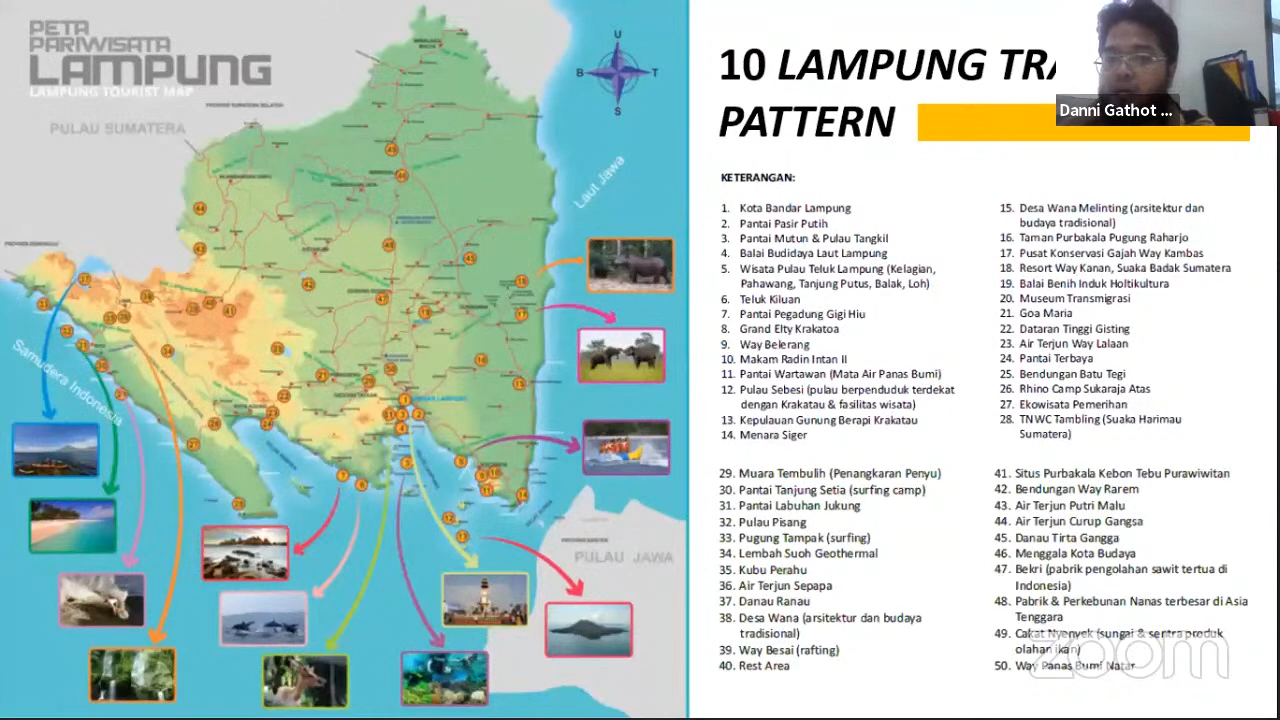 PETA
PARIWISATA
LAMPUNG
LAMPUNG TOURIST MAP
PULAU SUMATERA
U
B
T
S
Laut Jawa
Samudera Indonesia
PULAU JAWA
10 LAMPUNG TRA
PATTERN
Danni Gathot ...
KETERANGAN:
1. Kota Bandar Lampung
2. Pantai Pasir Putih
3. Pantai Mutun & Pulau Tangkil
4. Balai Budidaya Laut Lampung
5. Wisata Pulau Teluk Lampung (Kelagian,
Pahawang, Tanjung Putus, Balak, Loh)
6. Teluk Kiluan
7. Pantai Pegadung Gigi Hiu
8. Grand Elty Krakatoa
9. Way Belerang
10. Makam Radin Intan II
11. Pantai Wartawan (Mata Air Panas Bumi)
12. Pulau Sebesi (pulau berpenduduk terdekat
dengan Krakatau & fasilitas wisata)
13. Kepulauan Gunung Berapi Krakatau
14. Menara Siger
15. Desa Wana Melinting (arsitektur dan
budaya tradisional)
16. Taman Purbakala Pugung Raharjo
17. Pusat Konservasi Gajah Way Kambas
18. Resort Way Kanan, Suaka Badak Sumatera
19. Balai Benih Induk Holtikultura
20. Museum Transmigrasi
21. Goa Maria
22. Dataran Tinggi Gisting
23. Air Terjun Way Lalaan
24. Pantai Terbaya
25. Bendungan Batu Tegi
26. Rhino Camp Sukaraja Atas
27. Ekowisata Pemerihan
28. TNWC Tambling (Suaka Harimau
Sumatera)
29. Muara Tembulih (Penangkaran Penyu)
30. Pantai Tanjung Setia (surfing camp)
31. Pantai Labuhan Jukung
32. Pulau Pisang
33. Pugung Tampak (surfing)
34. Lembah Suoh Geothermal
35. Kubu Perahu
36. Air Terjun Sepapa
37. Danau Ranau
38. Desa Wana (arsitektur dan budaya
tradisional)
39. Way Besai (rafting)
40. Rest Area
41. Situs Purbakala Kebon Tebu Purawiwitan
42. Bendungan Way Rarem
43. Air Terjun Putri Malu
44. Air Terjun Curup Gangsa
45. Danau Tirta Gangga
46. Menggala Kota Budaya
47. Bekri (pabrik pengolahan sawit tertua di
Indonesia)
48. Pabrik & Perkebunan Nanas terbesar di Asia
Tenggara
49. Cakat Nyenyek (sungai & sentra produk
olahan ikan)
50. Way Panas Bumi Natar
zoom